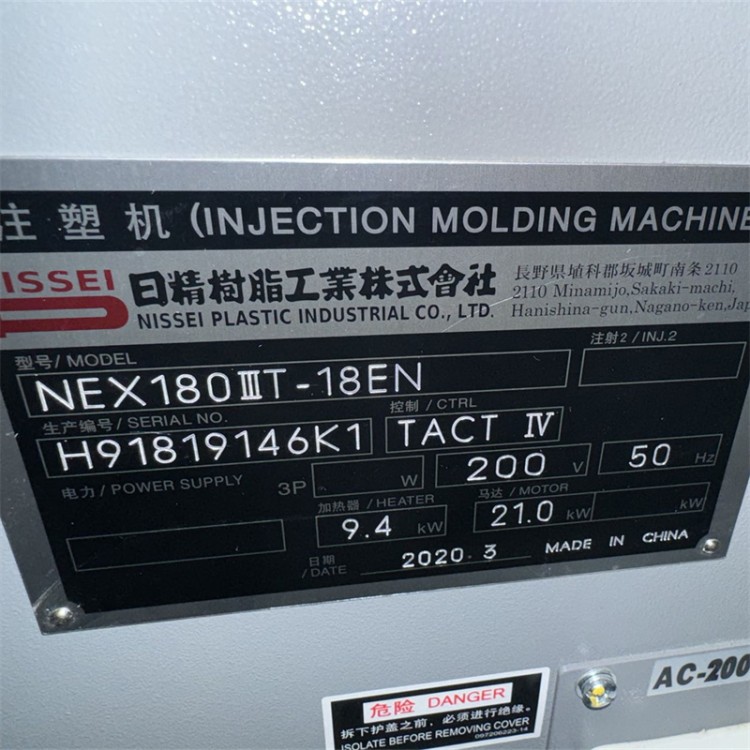 注塑机 (INJECTION MOLDING MACHINE
NISSEI 日精樹脂工業株式會社 長野県埴科郡坂城町南条2110
NISSEI PLASTIC INDUSTRIAL CO., LTD. 2110 Minamijo,Sakaki-machi,
Hanishina-gun,Nagano-ken,Jap
型号/ MODEL 注射2 / INJ.2
NEX180ⅢT-18EN
生产编号/ SERIAL NO. 控制 /CTRL
H91819146K1 TACT Ⅳ
电力/ POWER SUPPLY 3P W 200 V 50 Hz
加热器 /HEATER 马达/ MOTOR
9.4 kW 21.0 kW kW
日期
/DATE 2020.3 MADE IN CHINA
AC-200
危险 DANGER
拆下护盖之前,必须进行绝缘。
ISOLATE BEFORE REMOVING COVER